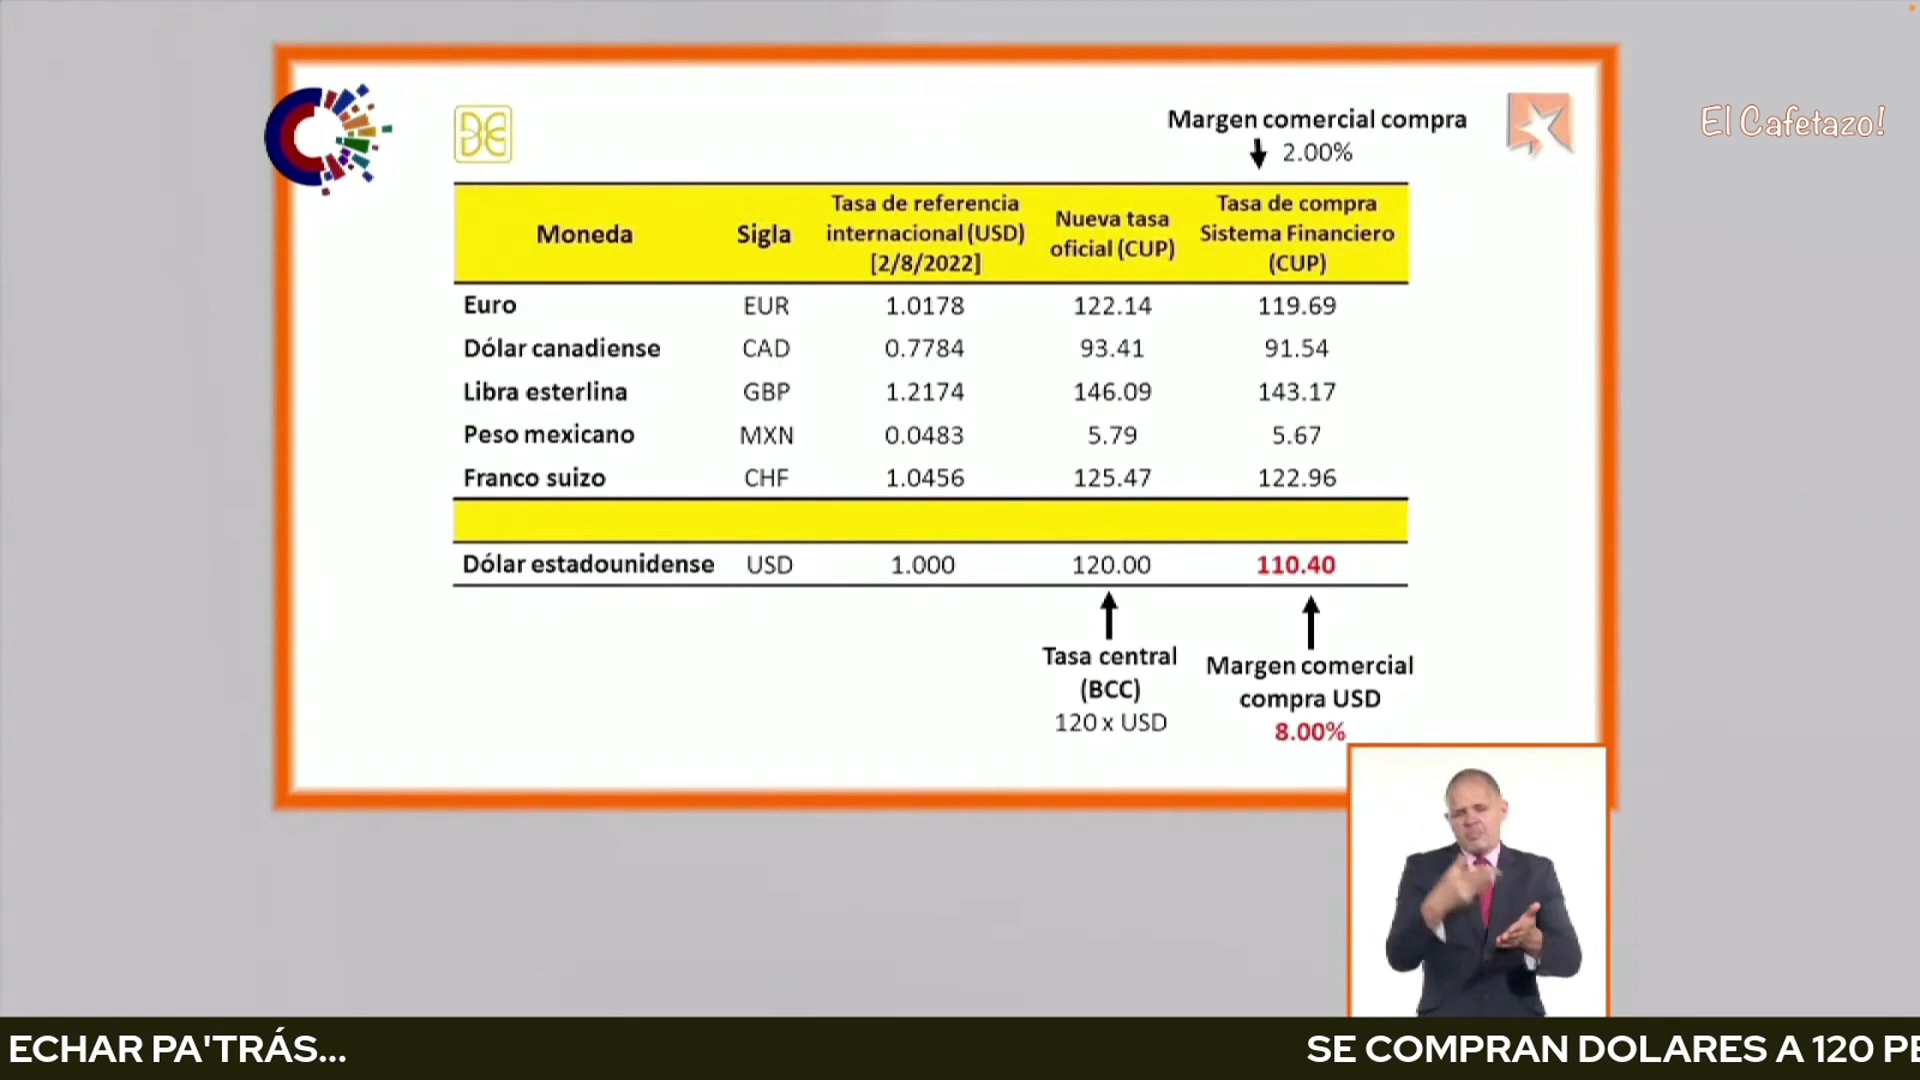 El Cafetazo!
Margen comercial compra
2.00%
Moneda Sigla Tasa de referencia internacional (USD) [2/8/2022] Nueva tasa oficial (CUP) Tasa de compra Sistema Financiero (CUP)
Euro EUR 1.0178 122.14 119.69
Dólar canadiense CAD 0.7784 93.41 91.54
Libra esterlina GBP 1.2174 146.09 143.17
Peso mexicano MXN 0.0483 5.79 5.67
Franco suizo CHF 1.0456 125.47 122.96
Dólar estadounidense USD 1.000 120.00 110.40
Tasa central
(BCC)
120 x USD
Margen comercial
compra USD
8.00%
ECHAR PA'TRÁS... SE COMPRAN DOLARES A 120 PE